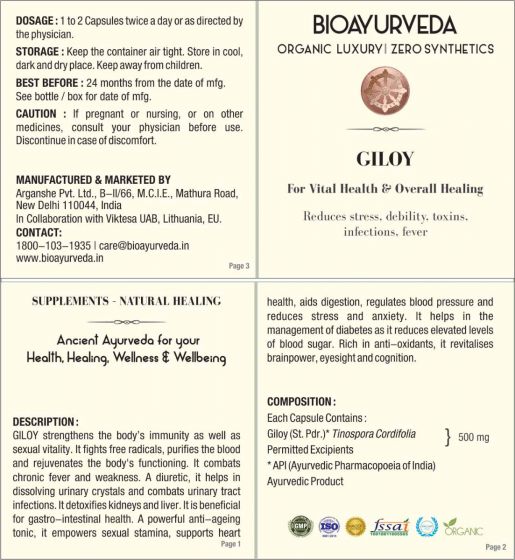 DOSAGE : 1 to 2 Capsules twice a day or as directed by
the physician.
STORAGE : Keep the container air tight. Store in cool,
dark and dry place. Keep away from children.
BEST BEFORE : 24 months from the date of mfg.
See bottle / box for date of mfg.
CAUTION : If pregnant or nursing, or on other
medicines, consult your physician before use.
Discontinue in case of discomfort.
MANUFACTURED & MARKETED BY
Arganshe Pvt. Ltd., B–II/66, M.C.I.E., Mathura Road,
New Delhi 110044, India
In Collaboration with Viktesa UAB, Lithuania, EU.
CONTACT:
1800–103–1935 | care@bioayurveda.in
www.bioayurveda.in
Page 3
BIOAYURVEDA
ORGANIC LUXURY| ZERO SYNTHETICS
GILOY
For Vital Health & Overall Healing
Reduces stress, debility, toxins,
infections, fever
SUPPLEMENTS - NATURAL HEALING
Ancient Ayurveda for your
Health, Healing, Wellness & Wellbeing
DESCRIPTION :
GILOY strengthens the body's immunity as well as
sexual vitality. It fights free radicals, purifies the blood
and rejuvenates the body's functioning. It combats
chronic fever and weakness. A diuretic, it helps in
dissolving urinary crystals and combats urinary tract
infections. It detoxifies kidneys and liver. It is beneficial
for gastro–intestinal health. A powerful anti–ageing
tonic, it empowers sexual stamina, supports heart
Page 1
health, aids digestion, regulates blood pressure and
reduces stress and anxiety. It helps in the
management of diabetes as it reduces elevated levels
of blood sugar. Rich in anti–oxidants, it revitalises
brainpower, eyesight and cognition.
COMPOSITION :
Each Capsule Contains :
Giloy (St. Pdr.)* Tinospora Cordifolia } 500 mg
Permitted Excipients
* API (Ayurvedic Pharmacopoeia of India)
Ayurvedic Product
GMP
ISO
fssai
ORGANIC
Page 2